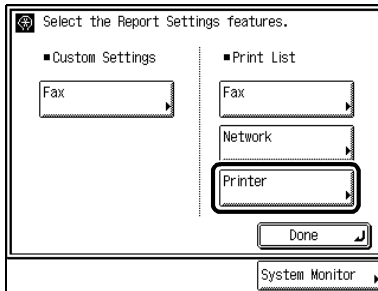 Select the Report Settings features.
■Custom Settings
Fax
■Print List
Fax
Network
Printer
Done
System Monitor